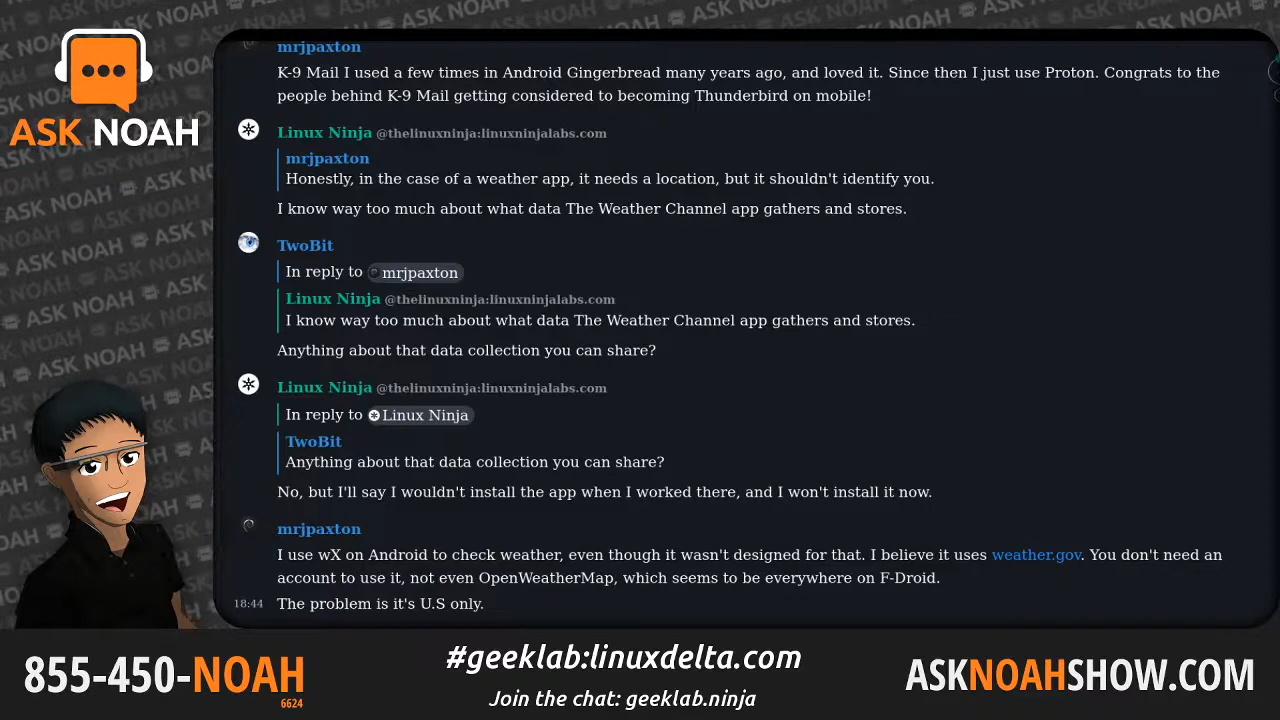 ASK NOAH
mrjpaxton
K-9 Mail I used a few times in Android Gingerbread many years ago, and loved it. Since then I just use Proton. Congrats to the
people behind K-9 Mail getting considered to becoming Thunderbird on mobile!
Linux Ninja @thelinuxninja:linuxninjalabs.com
mrjpaxton
Honestly, in the case of a weather app, it needs a location, but it shouldn't identify you.
I know way too much about what data The Weather Channel app gathers and stores.
TwoBit
In reply to mrjpaxton
Linux Ninja @thelinuxninja:linuxninjalabs.com
I know way too much about what data The Weather Channel app gathers and stores.
Anything about that data collection you can share?
Linux Ninja @thelinuxninja:linuxninjalabs.com
In reply to Linux Ninja
TwoBit
Anything about that data collection you can share?
No, but I'll say I wouldn't install the app when I worked there, and I won't install it now.
mrjpaxton
I use wX on Android to check weather, even though it wasn't designed for that. I believe it uses weather.gov. You don't need an
account to use it, not even OpenWeatherMap, which seems to be everywhere on F-Droid.
18:44 The problem is it's U.S only.
855-450-NOAH
6624
#geeklab:linuxdelta.com
Join the chat: geeklab.ninja
ASKNOAHSHOW.COM